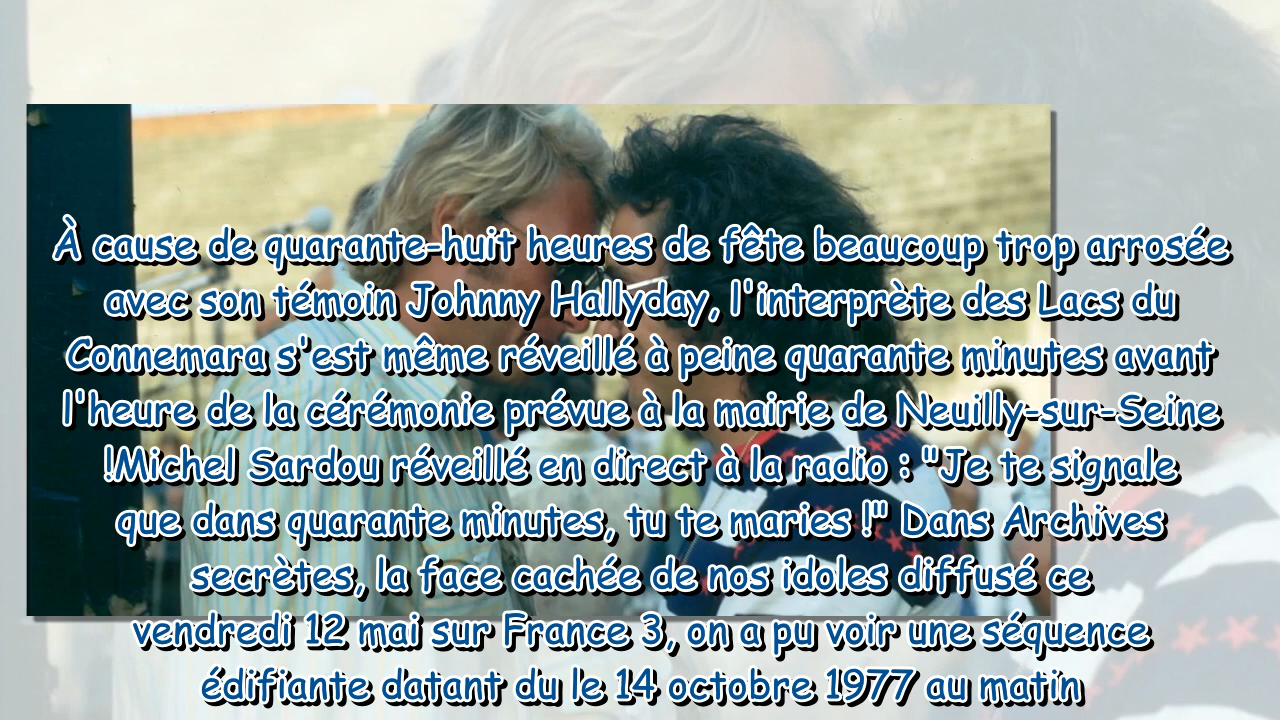 À cause de quarante-huit heures de fête beaucoup trop arrosée
avec son témoin Johnny Hallyday, l'interprète des Lacs du
Connemara s'est même réveillé à peine quarante minutes avant
l'heure de la cérémonie prévue à la mairie de Neuilly-sur-Seine
!Michel Sardou réveillé en direct à la radio : "Je te signale
que dans quarante minutes, tu te maries !" Dans Archives
secrètes, la face cachée de nos idoles diffusé ce
vendredi 12 mai sur France 3, on a pu voir une séquence
édifiante datant du le 14 octobre 1977 au matin